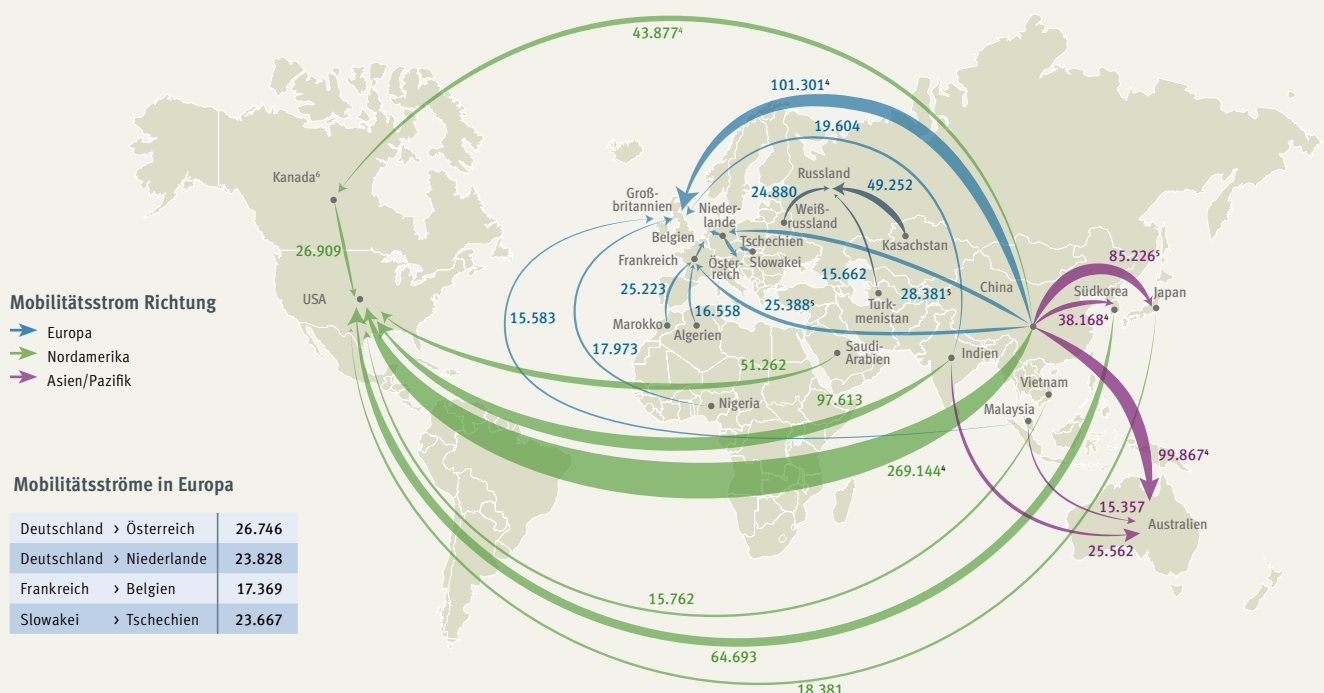 43.877⁴
101.301⁴
19.604
Kanada⁶
Russland
24.880
49.252
Groß-
britannien
Nieder-
lande
Weiß-
russland
Belgien
Tschechien
Kasachstan
26.909
Frankreich
Öster-
reich
Slowakei
85.226⁵
15.662
USA
25.223
28.381⁵
China
Südkorea
Japan
25.388⁵
Turk-
menistan
Mobilitätsstrom Richtung
Europa
Nordamerika
Asien/Pazifik
15.583
16.558
38.168⁴
Marokko
Algerien
17.973
Saudi-
Arabien
Indien
51.262
Vietnam
97.613
Nigeria
Malaysia
99.867⁴
269.144⁴
Mobilitätsströme in Europa
Deutschland > Österreich 26.746
Deutschland > Niederlande 23.828
Frankreich > Belgien 17.369
Slowakei > Tschechien 23.667
15.357
Australien
25.562
15.762
64.693
18.381